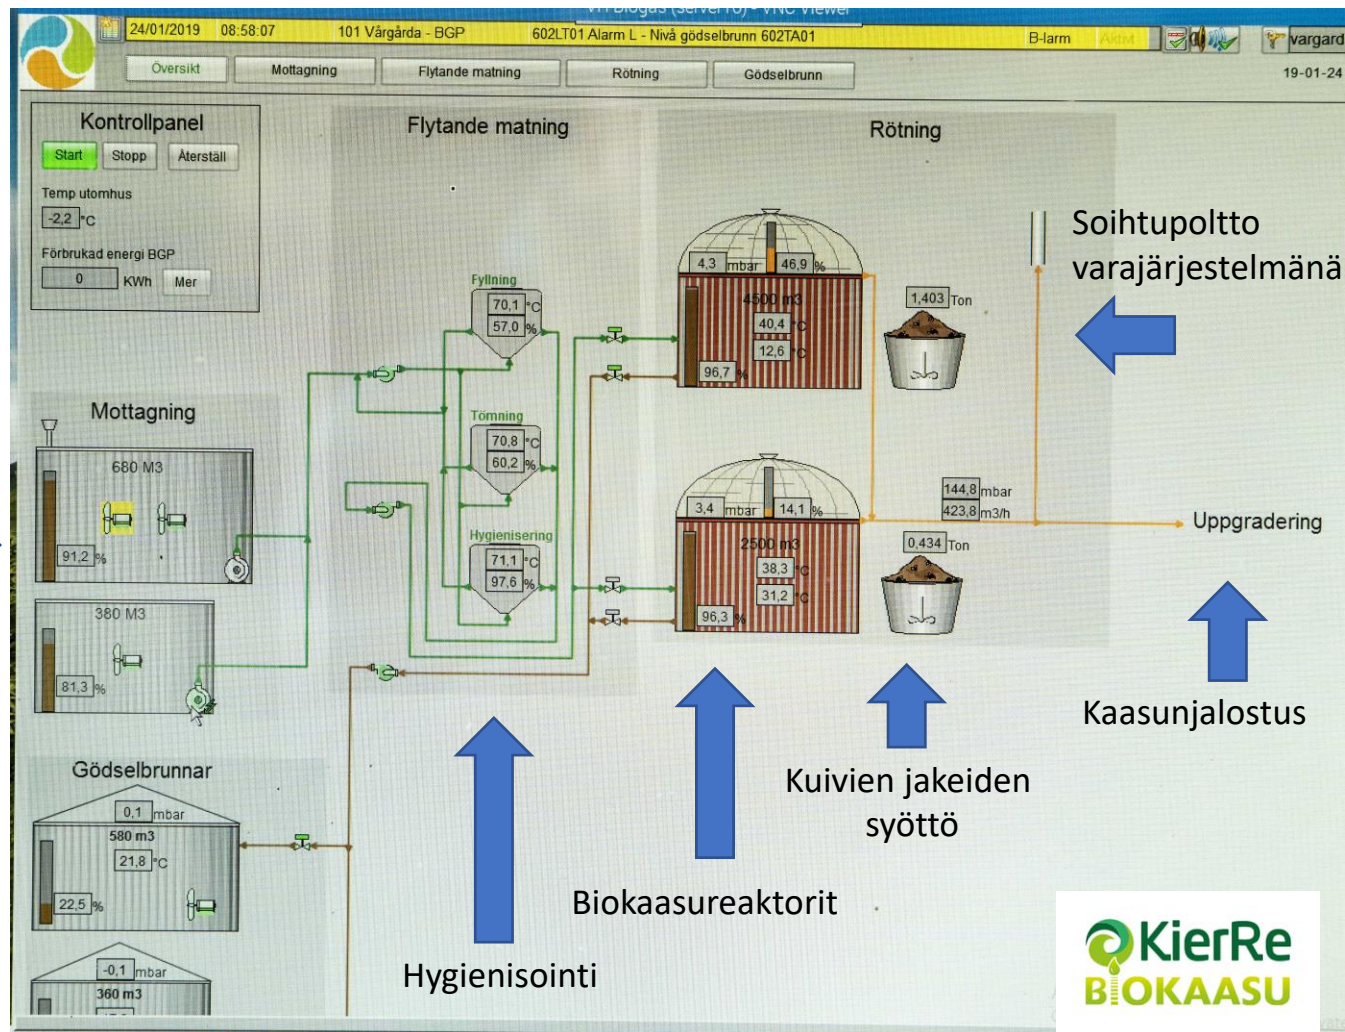 VH Biogas (server10) - VNC Viewer
24/01/2019 08:58:07 101 Vårgårda - BGP 602LT01 Alarm L - Nivå gödselbrunn 602TA01 B-larm Aktivt
vargard
Översikt Mottagning Flytande matning Rötning Gödselbrunn 19-01-24
Kontrollpanel
Start Stopp Återställ
Temp utomhus
-2,2 °C
Förbrukad energi BGP
0 KWh Mer
Flytande matning
Fyllning
70,1 °C
57,0 %
Tömning
70,8 °C
60,2 %
Hygienisering
71,1 °C
97,6 %
Rötning
4,3 mbar 46,9 %
4500 m3
40,4 °C
12,6 °C
96,7 %
1,403 Ton
3,4 mbar 14,1 %
2500 m3
38,3 °C
31,2 °C
96,3 %
0,434 Ton
144,8 mbar
423,8 m3/h
Uppgradering
Mottagning
680 M3
91,2 %
380 M3
81,3 %
Gödselbrunnar
0,1 mbar
580 m3
21,8 °C
22,5 %
-0,1 mbar
360 m3
Soihtupoltto
varajärjestelmänä
Kaasunjalostus
Kuivien jakeiden
syöttö
Biokaasureaktorit
Hygienisointi
KierRe
BIOKAASU